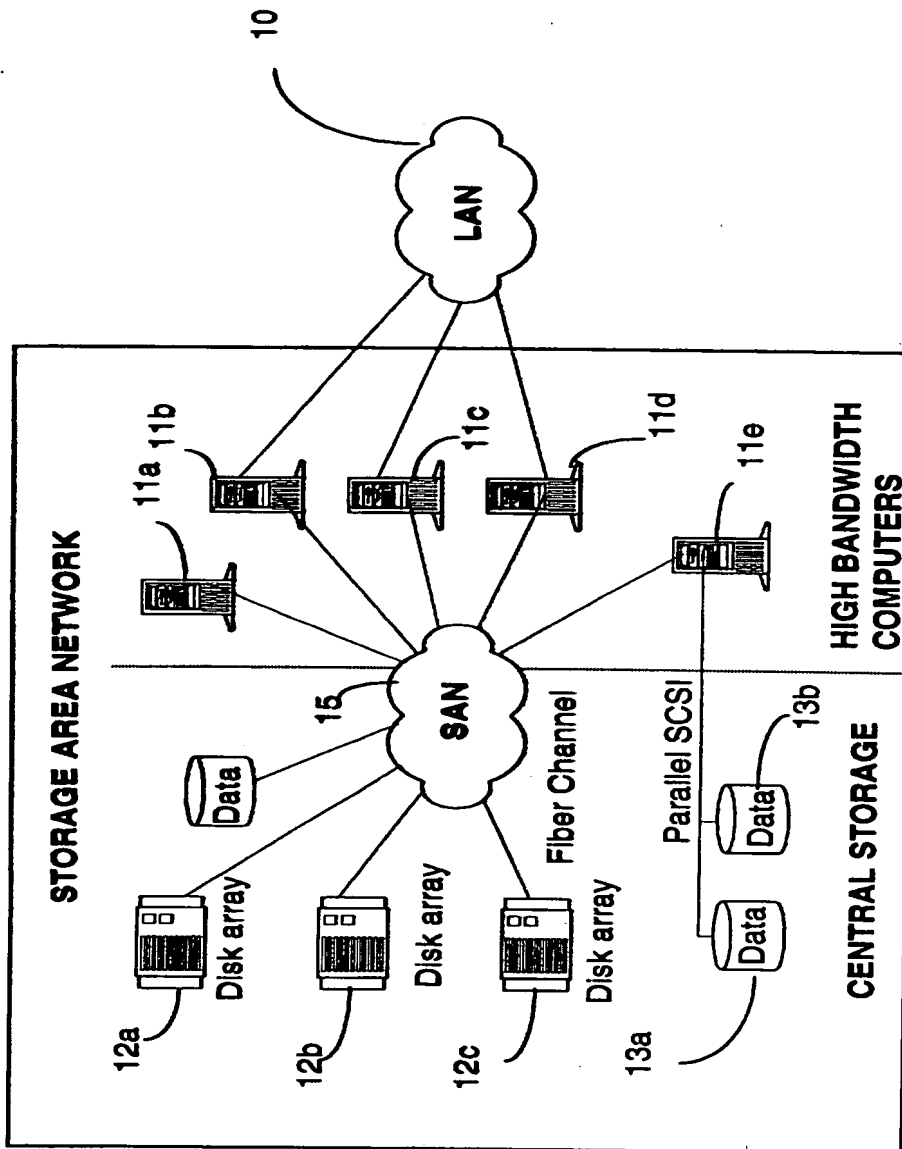 STORAGE AREA NETWORK
10
LAN
11a
11b
11c
11d
11e
15
SAN
Data
12a
Disk array
12b
Disk array
12c
Disk array
Fiber Channel
Parallel SCSI
13a
Data
13b
Data
CENTRAL STORAGE
HIGH BANDWIDTH
COMPUTERS